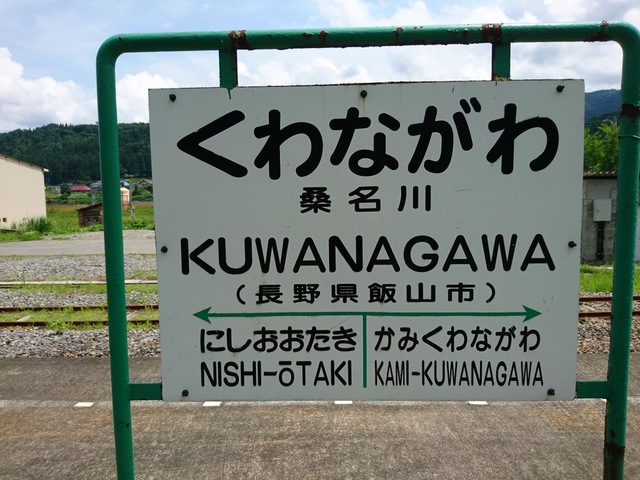 くわながわ
桑名川
KUWANAGAWA
(長野県飯山市)
にしおおたき かみくわながわ
NISHI-ōTAKI KAMI-KUWANAGAWA